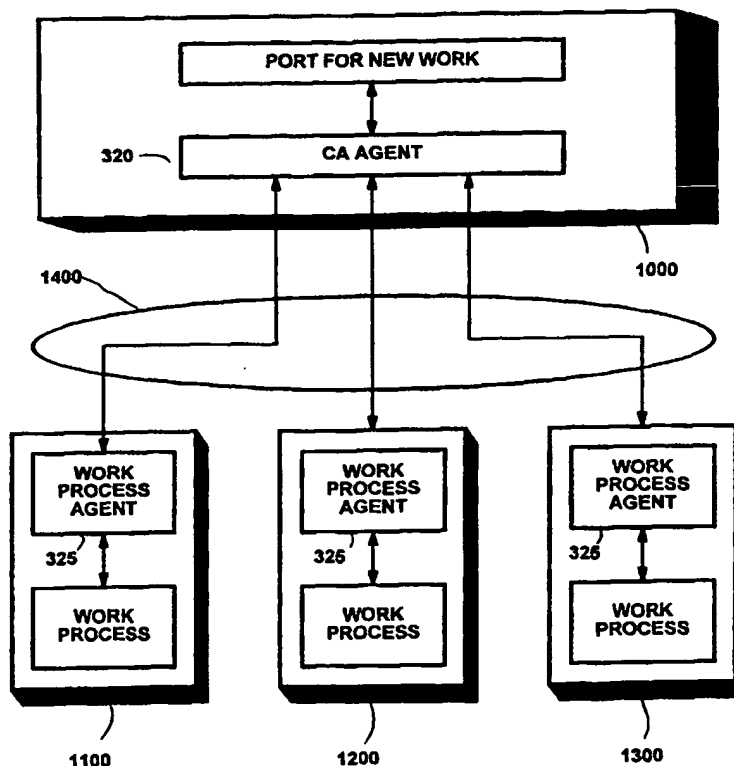 PORT FOR NEW WORK
320
CA AGENT
1000
1400
WORK
PROCESS
AGENT
325
WORK
PROCESS
1100
WORK
PROCESS
AGENT
325
WORK
PROCESS
1200
WORK
PROCESS
AGENT
325
WORK
PROCESS
1300